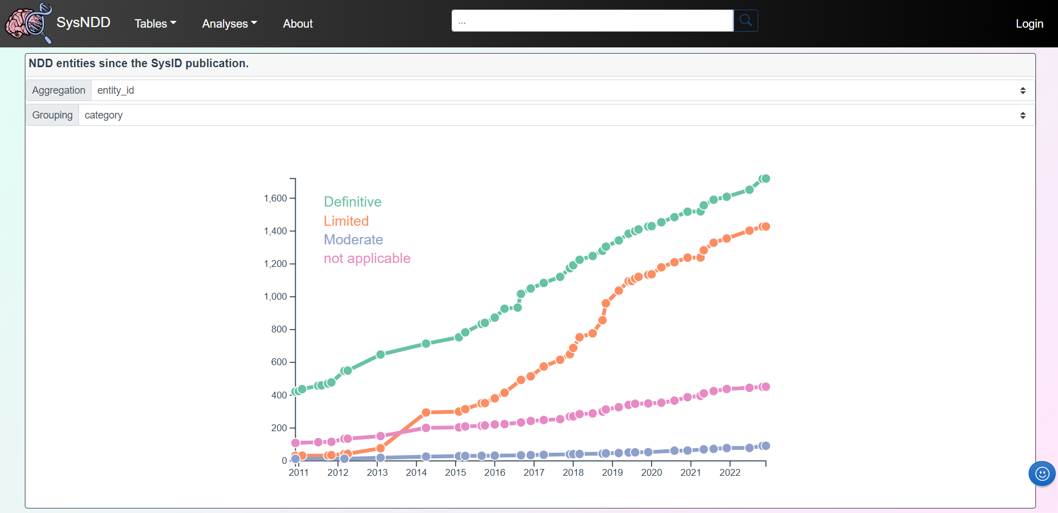 SysNDD Tables Analyses About ... Login
NDD entities since the SysID publication.
Aggregation entity_id
Grouping category
1,600
1,400
1,200
1,000
800
600
400
200
0
Definitive
Limited
Moderate
not applicable
2011 2012 2013 2014 2015 2016 2017 2018 2019 2020 2021 2022